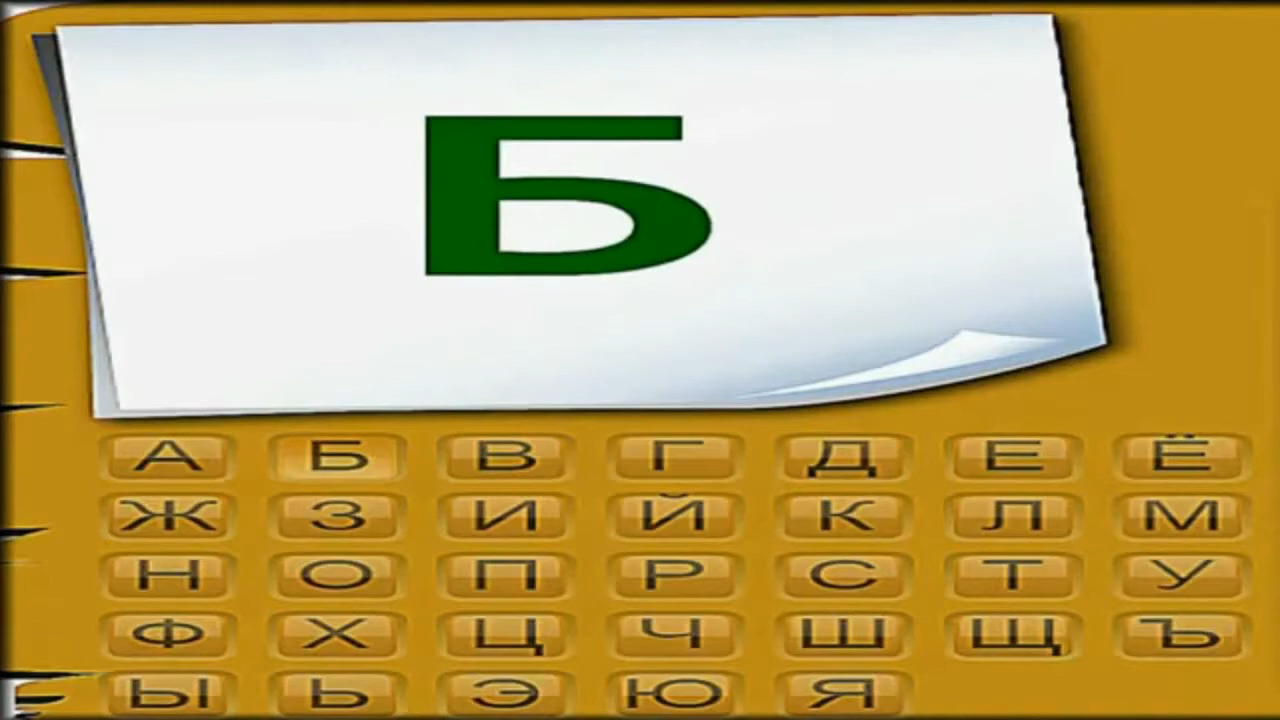 Б
А Б В Г Д Е Ё
Ж З И Й К Л М
Н О П Р С Т У
Ф Х Ц Ч Ш Щ Ъ
Ы Ь Э Ю Я